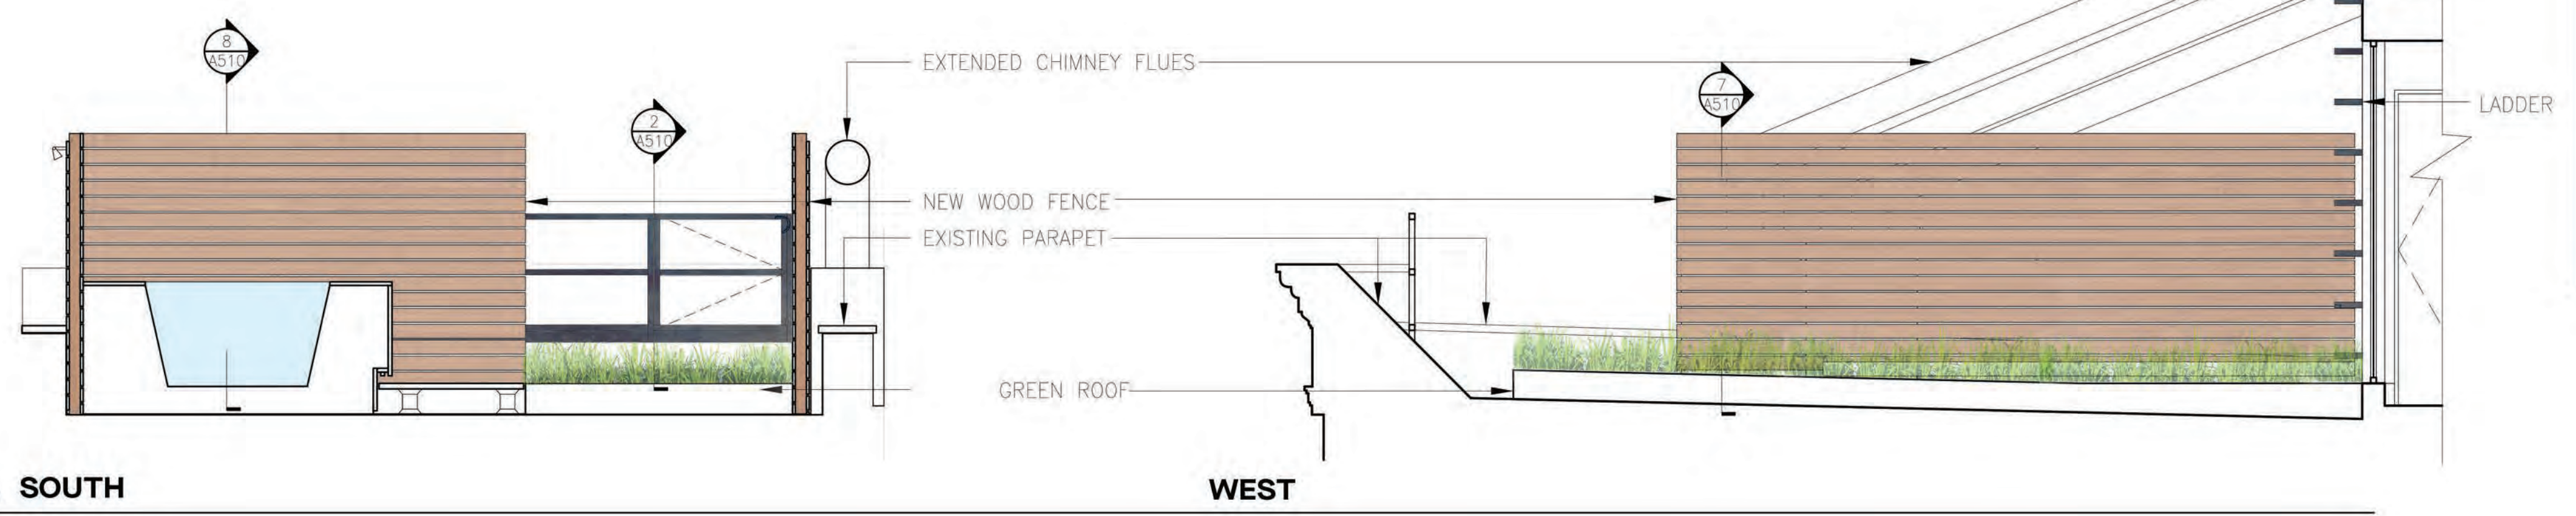 8
A510
2
A510
EXTENDED CHIMNEY FLUES
7
A510
LADDER
NEW WOOD FENCE
EXISTING PARAPET
GREEN ROOF
SOUTH
WEST